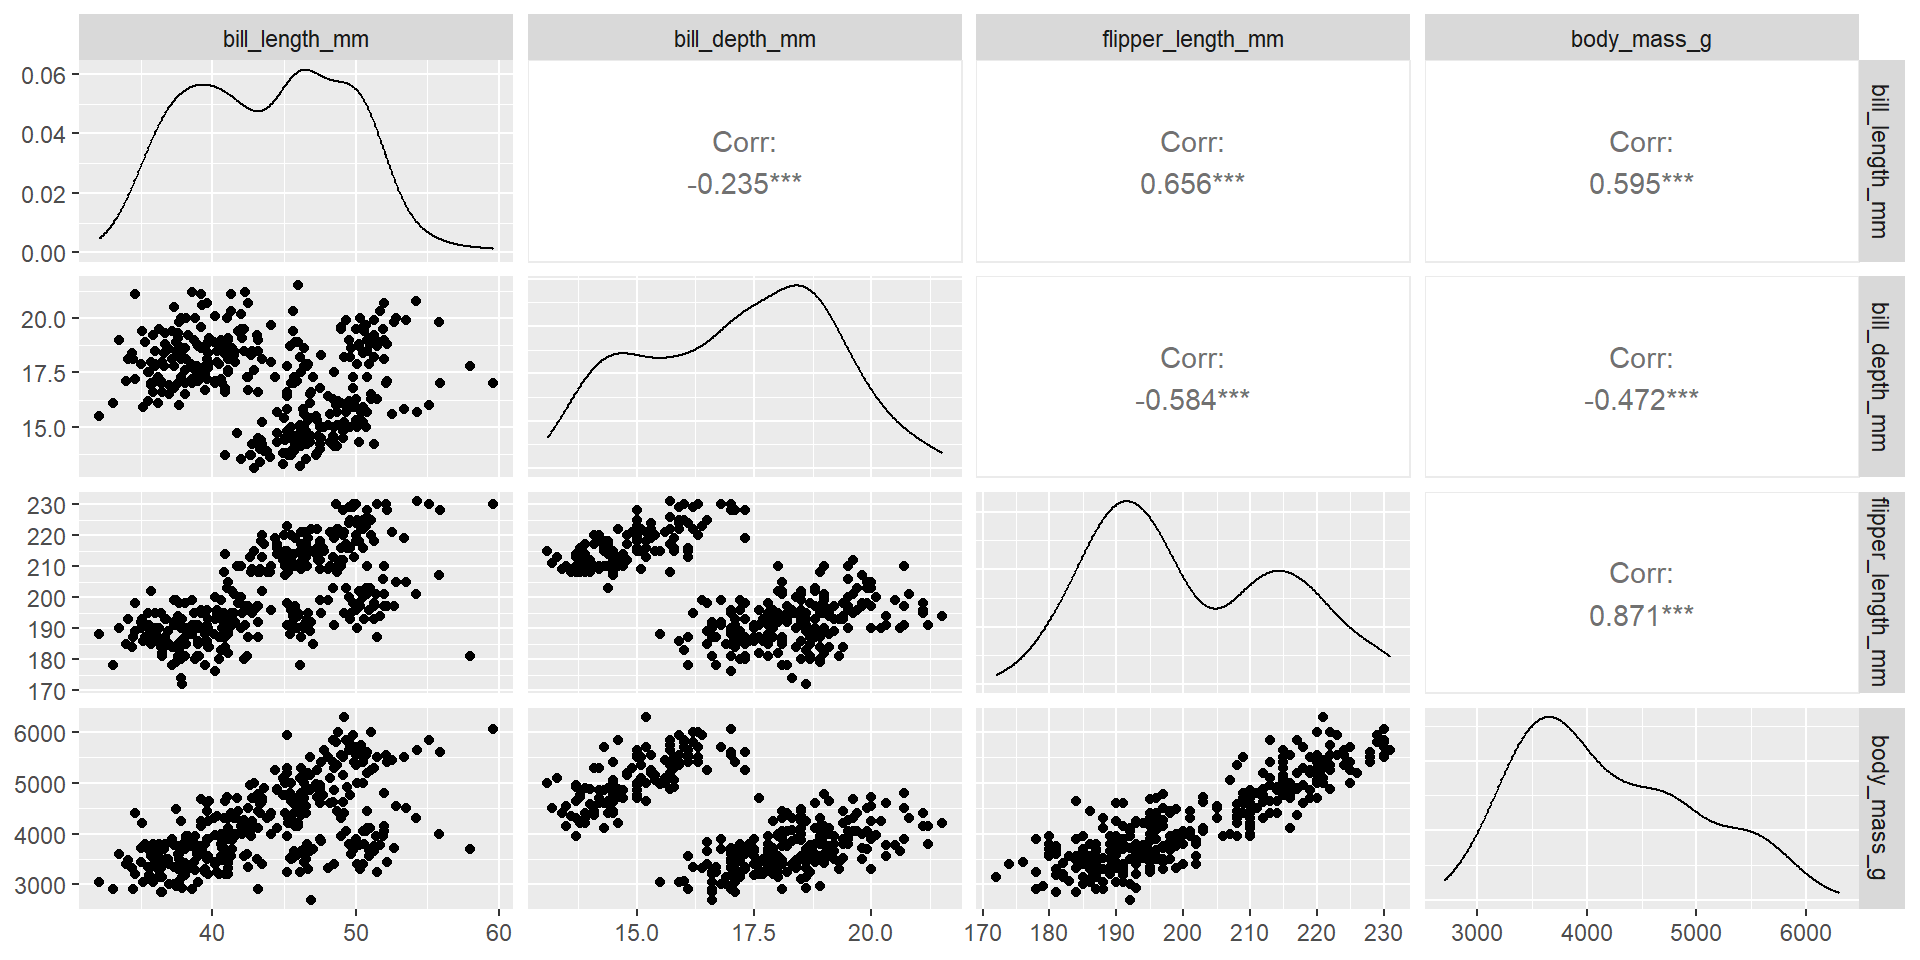 bill_length_mm bill_depth_mm flipper_length_mm body_mass_g
0.06
0.04
0.02
0.00
Corr:
-0.235***
Corr:
0.656***
Corr:
0.595***
bill_length_mm
20.0
17.5
15.0
Corr:
-0.584***
Corr:
-0.472***
bill_depth_mm
230
220
210
200
190
180
170
Corr:
0.871***
flipper_length_mm
6000
5000
4000
3000
body_mass_g
40 50 60 15.0 17.5 20.0 170 180 190 200 210 220 230 3000 4000 5000 6000